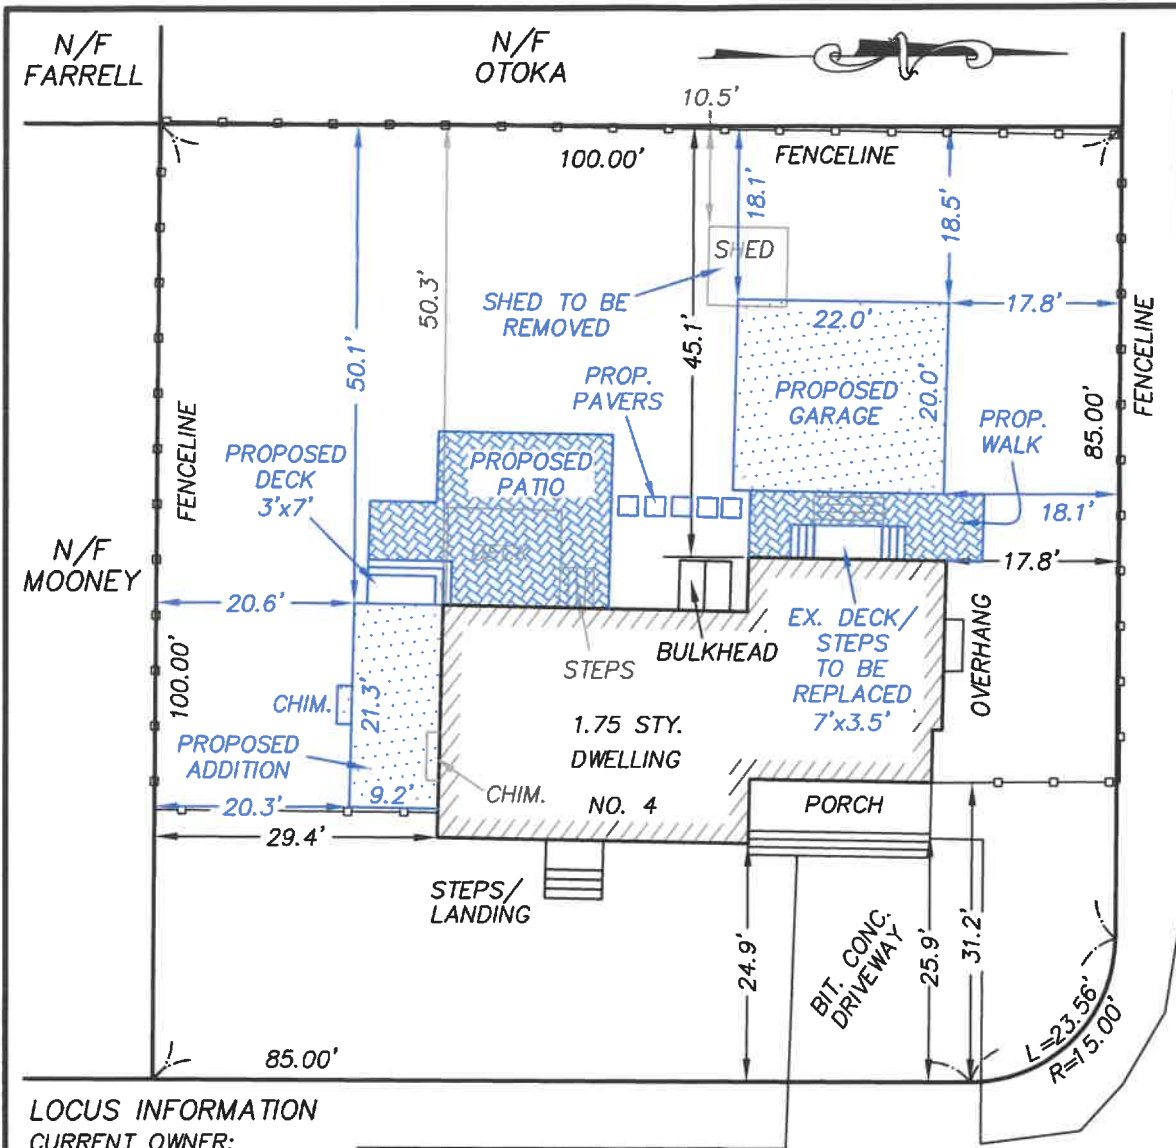 N/F
FARRELL
N/F
OTOKA
10.5'
100.00'
FENCELINE
18.1'
18.5'
SHED
50.3'
SHED TO BE
REMOVED
17.8'
22.0'
45.1'
50.1'
FENCELINE
PROP.
PAVERS
PROPOSED
GARAGE
20.0'
PROP.
WALK
85.00'
FENCELINE
PROPOSED
DECK
3'x7'
PROPOSED
PATIO
DECK
18.1'
N/F
MOONEY
17.8'
20.6'
BULKHEAD
EX. DECK/
STEPS
TO BE
REPLACED
7'x3.5'
OVERHANG
STEPS
100.00'
CHIM.
21.3'
1.75 STY.
DWELLING
PROPOSED
ADDITION
9.2'
CHIM.
NO. 4
PORCH
20.3'
29.4'
STEPS/
LANDING
24.9'
BIT. CONC.
DRIVEWAY
25.9'
31.2'
L=23.56'
R=15.00'
85.00'
LOCUS INFORMATION
CURRENT OWNER: